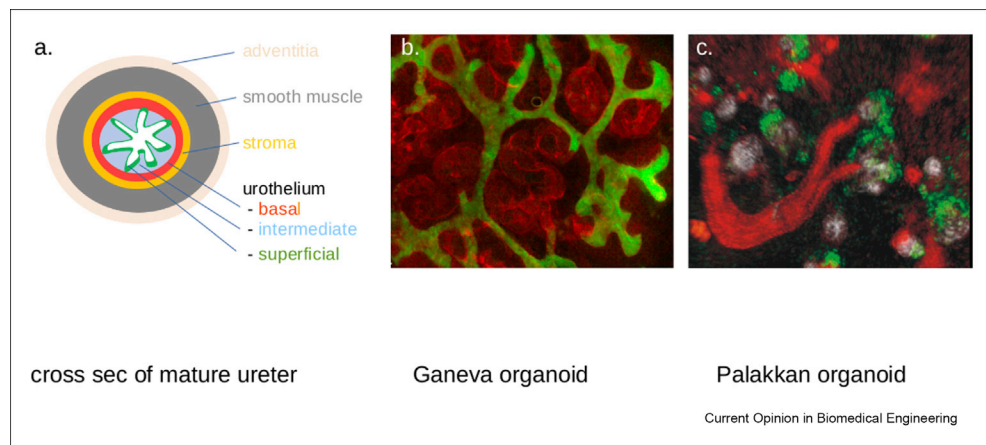 a.
adventitia
smooth muscle
stroma
urothelium
- basal
- intermediate
- superficial
b.
c.
cross sec of mature ureter
Ganeva organoid
Palakkan organoid
Current Opinion in Biomedical Engineering